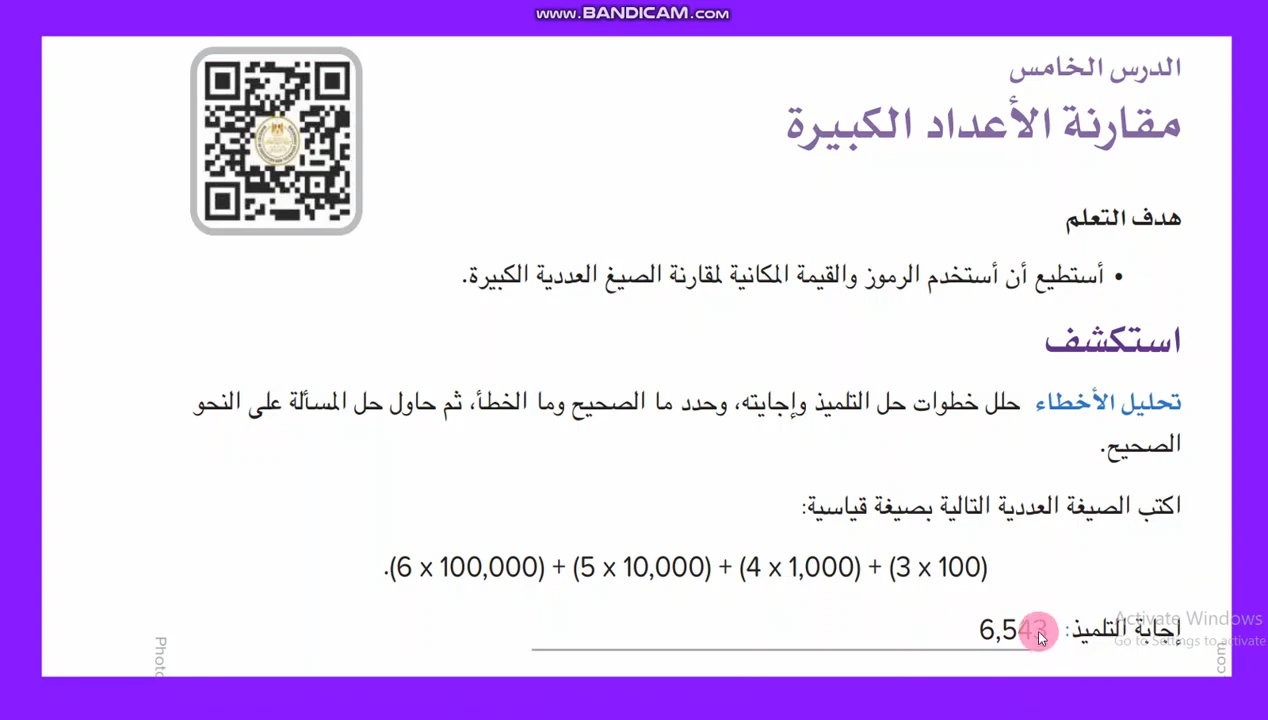 www.BANDICAM.com
الدرس الخامس
مقارنة الأعداد الكبيرة
هدف التعلم
• أستطيع أن أستخدم الرموز والقيمة المكانية لمقارنة الصيغ العددية الكبيرة.
استكشف
تحليل الأخطاء حلل خطوات حل التلميذ وإجابته، وحدد ما الصحيح وما الخطأ، ثم حاول حل المسألة على النحو
الصحيح.
اكتب الصيغة العددية التالية بصيغة قياسية:
(6 x 100,000) + (5 x 10,000) + (4 x 1,000) + (3 x 100).
إجابة التلميذ: 6,543
Activate Windows
Go to Settings to activate
Photo
com